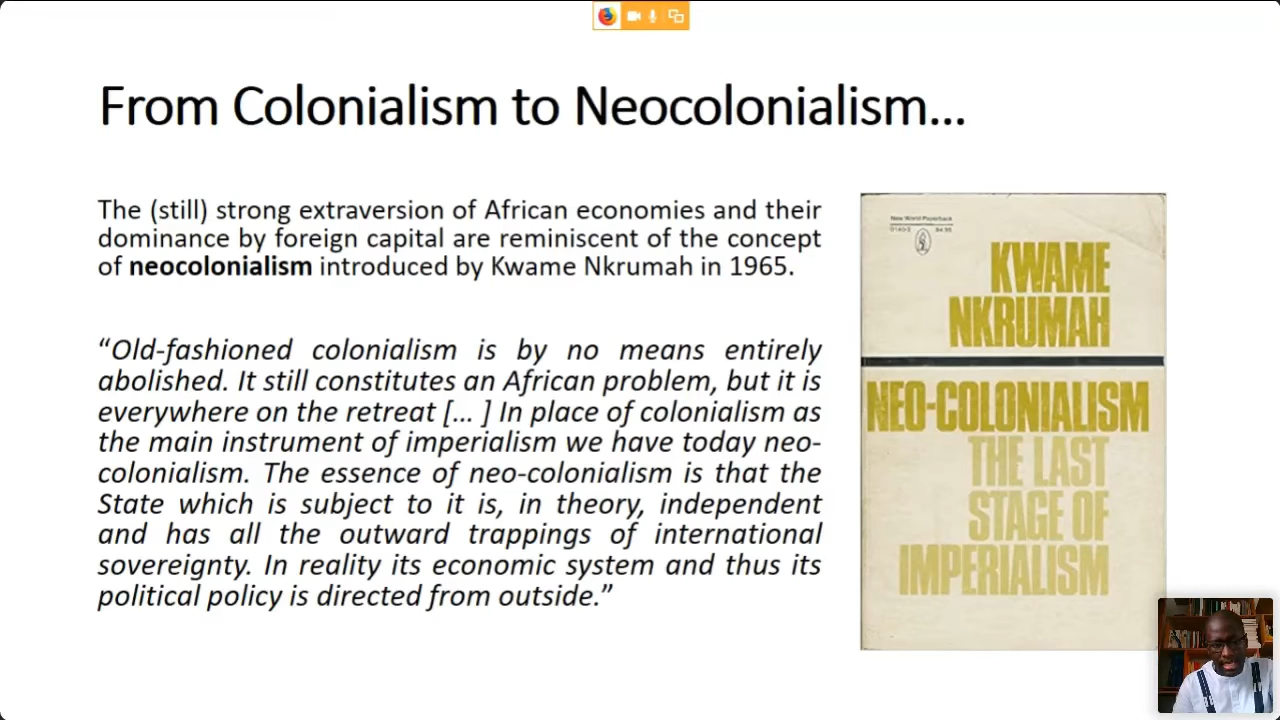 From Colonialism to Neocolonialism...
The (still) strong extraversion of African economies and their
dominance by foreign capital are reminiscent of the concept
of neocolonialism introduced by Kwame Nkrumah in 1965.
“Old-fashioned colonialism is by no means entirely
abolished. It still constitutes an African problem, but it is
everywhere on the retreat [... ] In place of colonialism as
the main instrument of imperialism we have today neo-
colonialism. The essence of neo-colonialism is that the
State which is subject to it is, in theory, independent
and has all the outward trappings of international
sovereignty. In reality its economic system and thus its
political policy is directed from outside.”
New World Paperback
KWAME
NKRUMAH
NEO-COLONIALISM
THE LAST
STAGE OF
IMPERIALISM